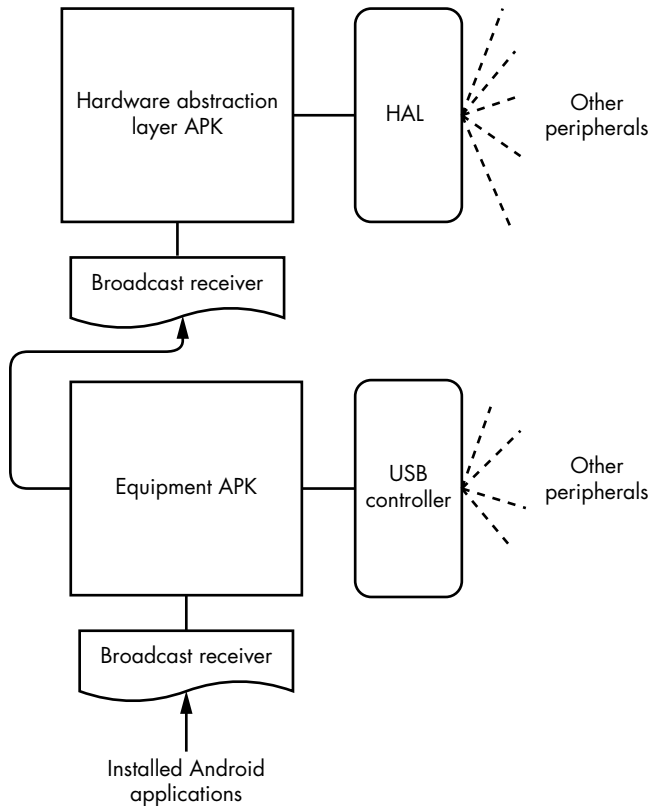 Hardware abstraction
layer APK
HAL
Other
peripherals
Broadcast receiver
Equipment APK
USB
controller
Other
peripherals
Broadcast receiver
Installed Android
applications